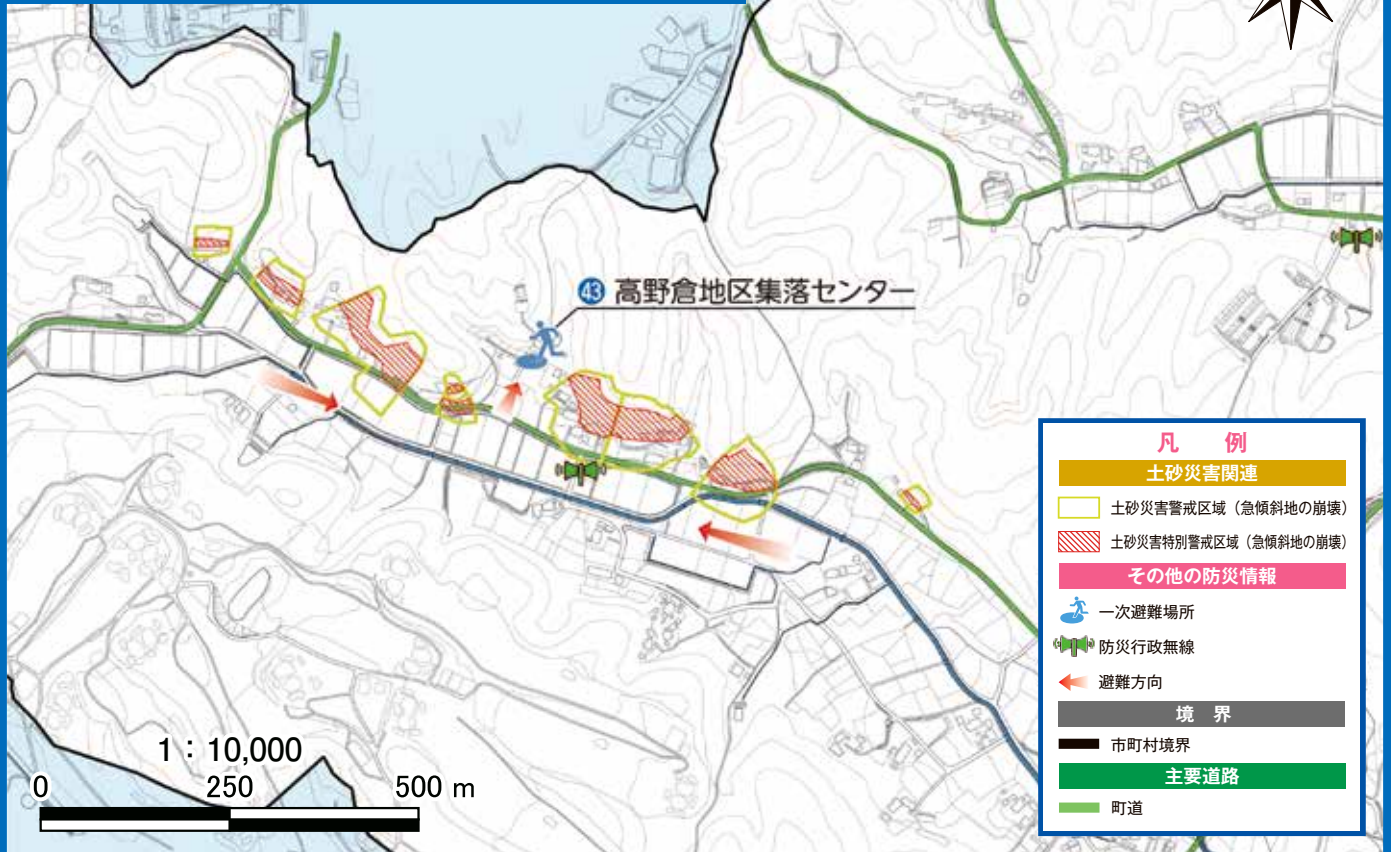 ㊸ 高野倉地区集落センター
凡 例
土砂災害関連
土砂災害警戒区域（急傾斜地の崩壊）
土砂災害特別警戒区域（急傾斜地の崩壊）
その他の防災情報
一次避難場所
防災行政無線
避難方向
境 界
市町村境界
主要道路
町道
1：10,000
0 250 500 m